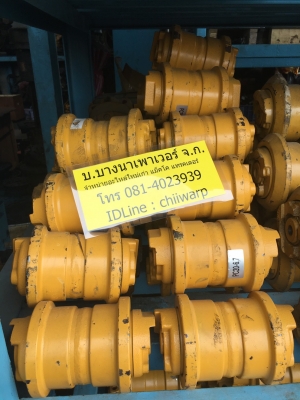 บ.บางนาเพาเวอร์ จ.ก.
จำหน่ายอะไหล่ใหม่เก่า แม็คโค แทรคเตอร์
โทร 081-4023939
IDLine : chiiwarp